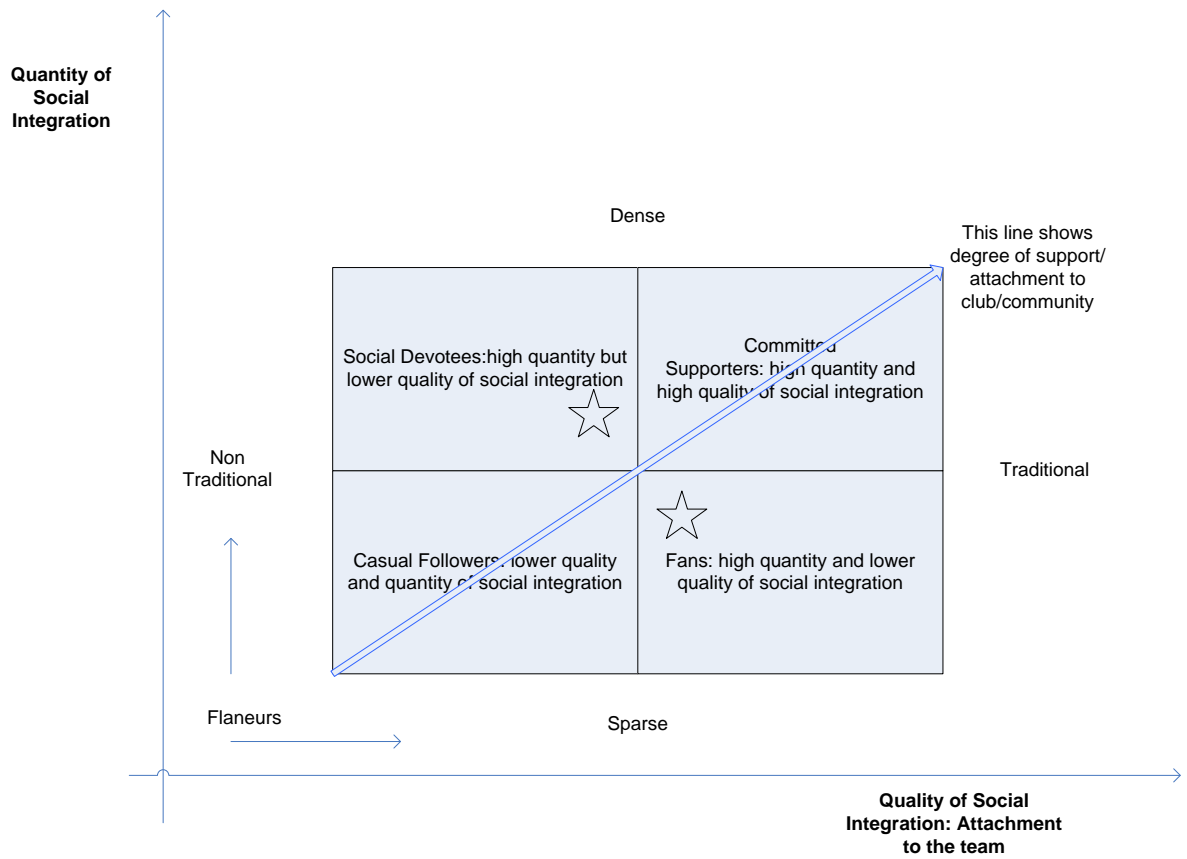 Quantity of
Social
Integration
Dense
This line shows
degree of support/
attachment to
club/community
Social Devotees:high quantity but
lower quality of social integration
Committed
Supporters: high quantity and
high quality of social integration
Non
Traditional
Traditional
Casual Followers: lower quality
and quantity of social integration
Fans: high quantity and lower
quality of social integration
Flaneurs
Sparse
Quality of Social
Integration: Attachment
to the team